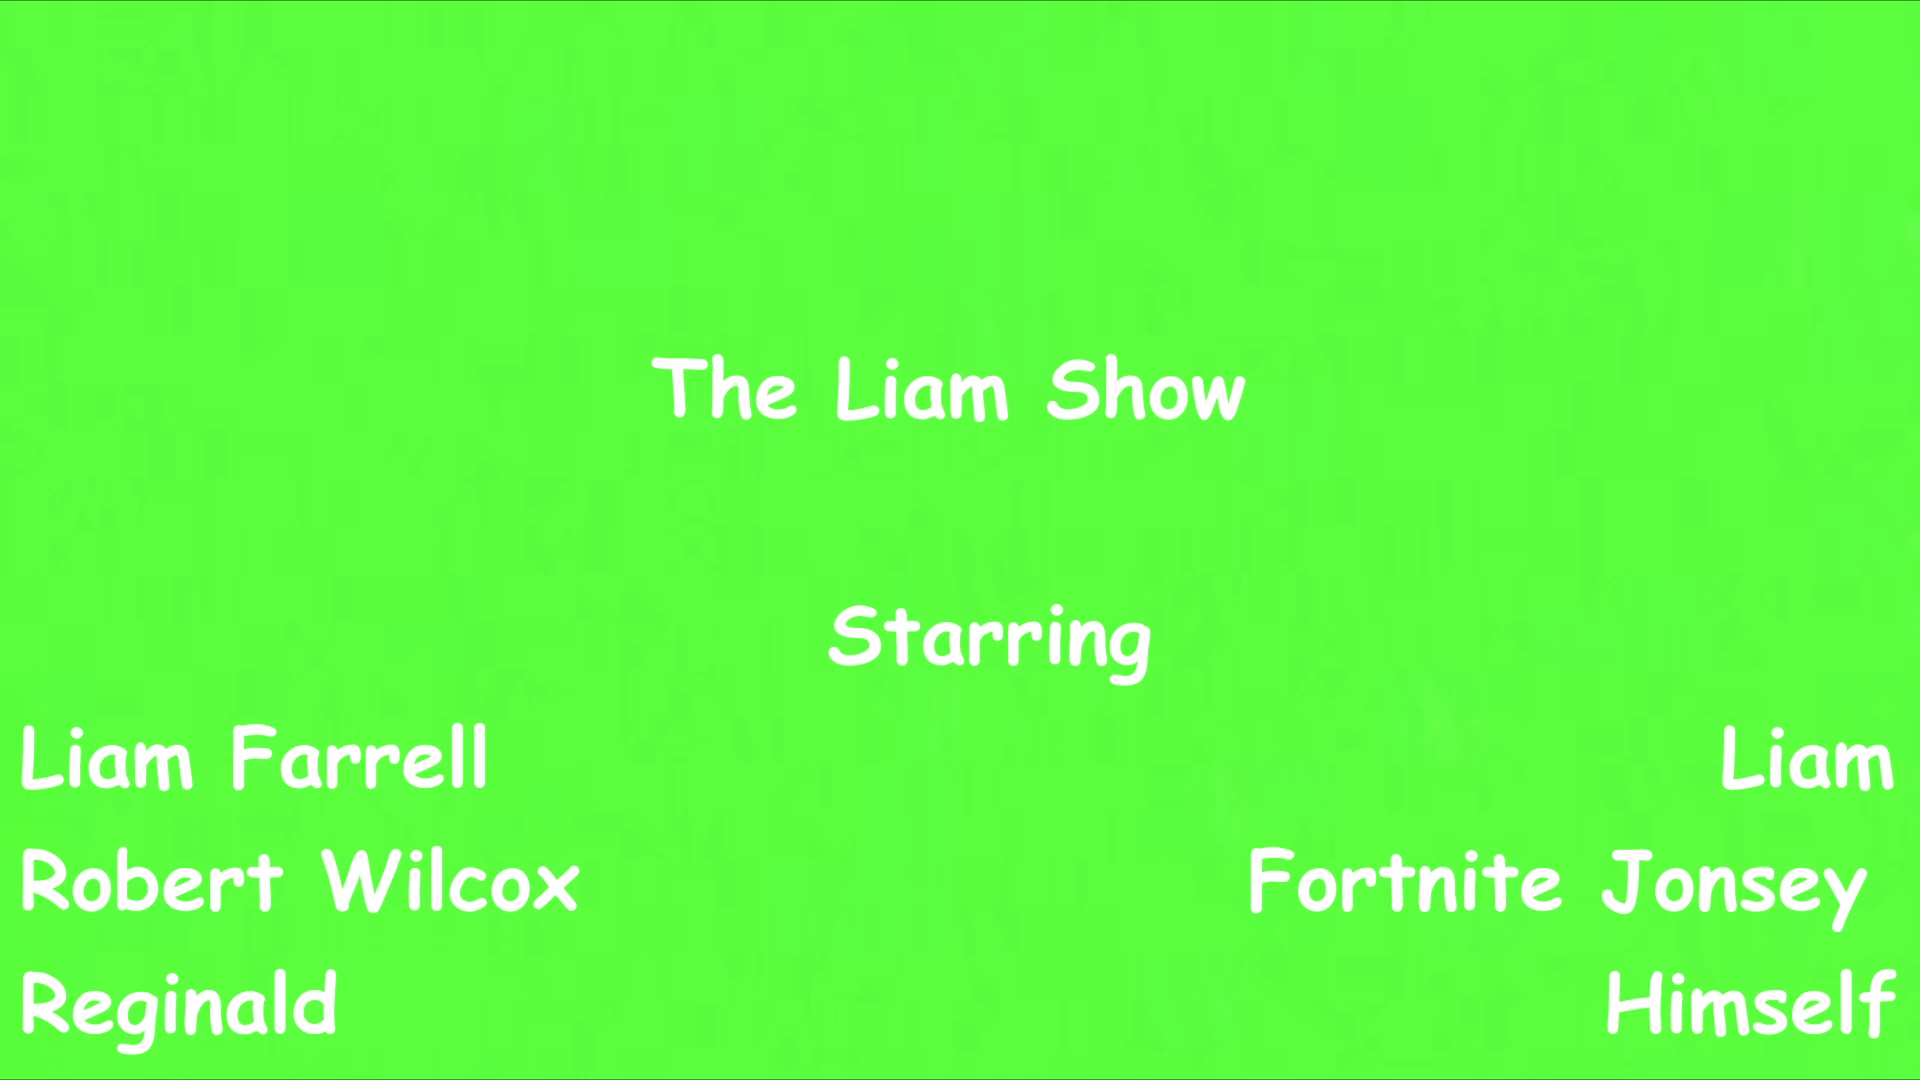 The Liam Show
Starring
Liam Farrell Liam
Robert Wilcox Fortnite Jonsey
Reginald Himself